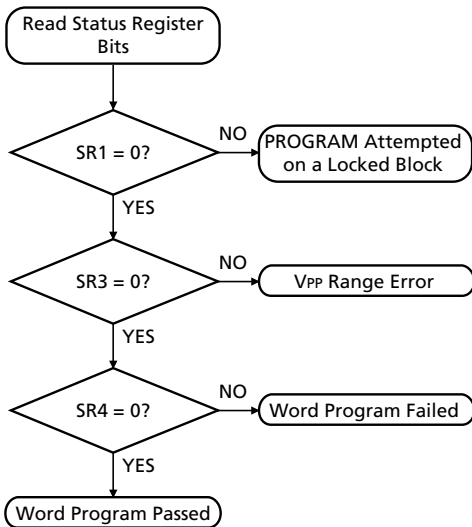 Read Status Register
Bits
SR1 = 0?
NO
PROGRAM Attempted
on a Locked Block
YES
SR3 = 0?
NO
VPP Range Error
YES
SR4 = 0?
NO
Word Program Failed
YES
Word Program Passed